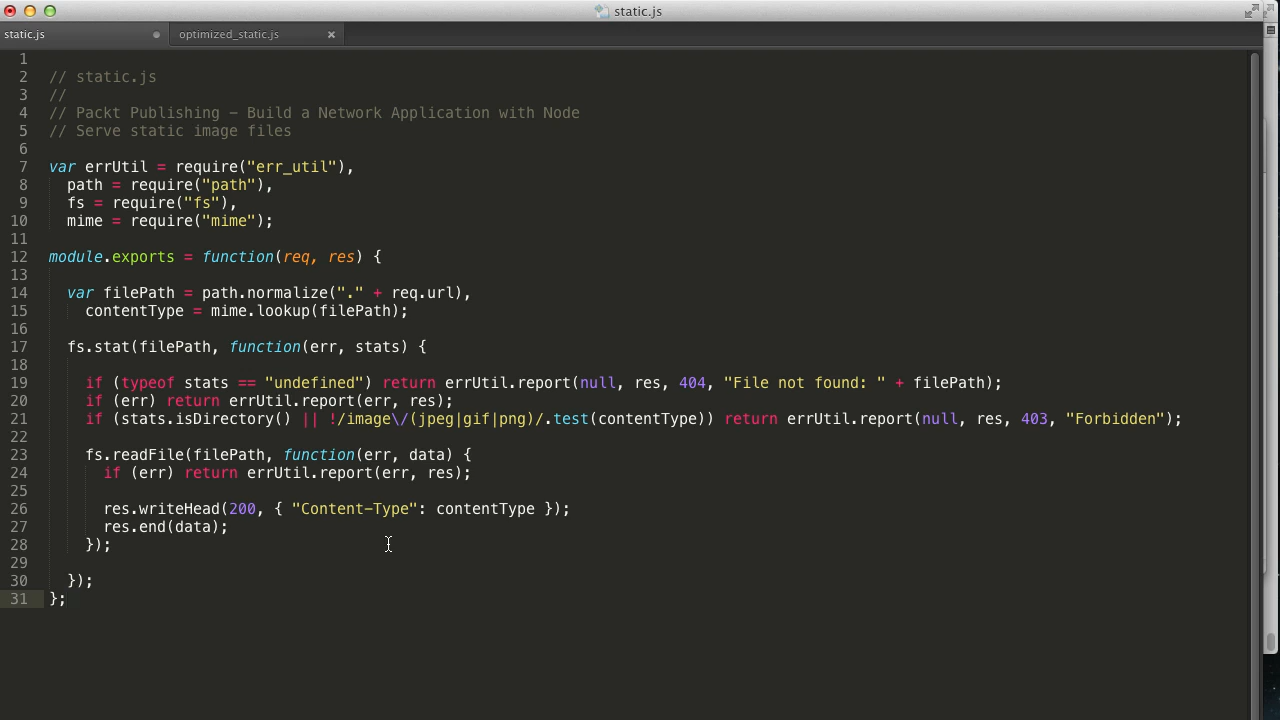 static.js
static.js
optimized_static.js
1
2 // static.js
3 //
4 // Packt Publishing - Build a Network Application with Node
5 // Serve static image files
6
7 var errUtil = require("err_util"),
8 path = require("path"),
9 fs = require("fs"),
10 mime = require("mime");
11
12 module.exports = function(req, res) {
13
14 var filePath = path.normalize("." + req.url),
15 contentType = mime.lookup(filePath);
16
17 fs.stat(filePath, function(err, stats) {
18
19 if (typeof stats == "undefined") return errUtil.report(null, res, 404, "File not found: " + filePath);
20 if (err) return errUtil.report(err, res);
21 if (stats.isDirectory() || !/image\/(jpeg|gif|png)/.test(contentType)) return errUtil.report(null, res, 403, "Forbidden");
22
23 fs.readFile(filePath, function(err, data) {
24 if (err) return errUtil.report(err, res);
25
26 res.writeHead(200, { "Content-Type": contentType });
27 res.end(data);
28 });
29
30 });
31 };